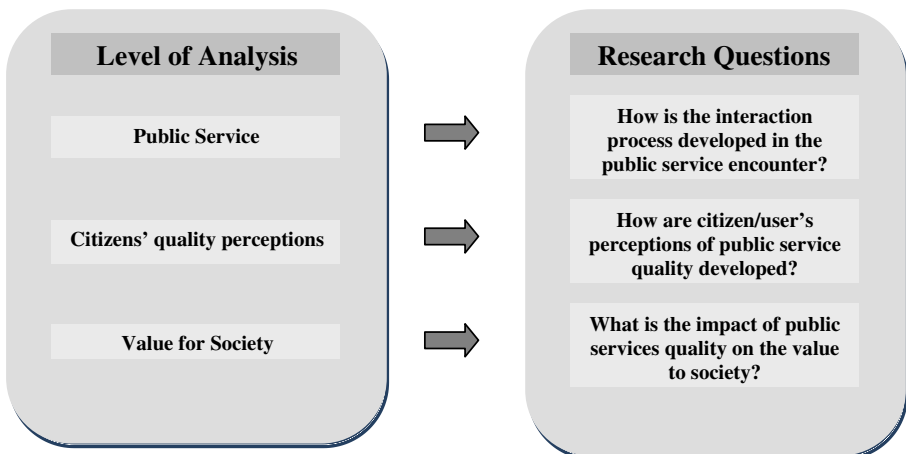 Level of Analysis
Public Service
Citizens' quality perceptions
Value for Society
Research Questions
How is the interaction
process developed in the
public service encounter?
How are citizen/user's
perceptions of public service
quality developed?
What is the impact of public
services quality on the value
to society?